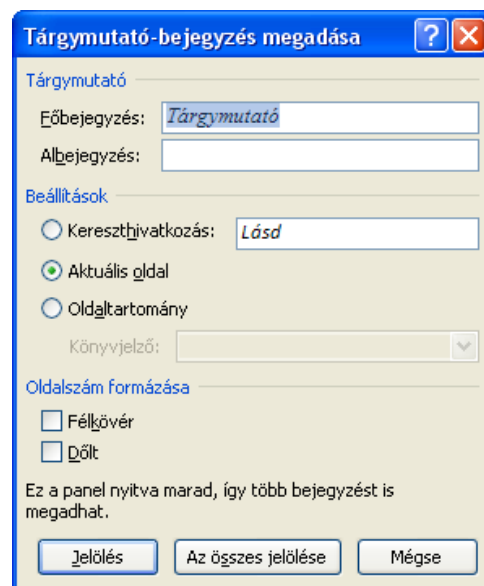 Tárgymutató-bejegyzés megadása
Tárgymutató
Főbejegyzés: Tárgymutató
Albejegyzés:
Beállítások
Kereszthivatkozás: Lásd
Aktuális oldal
Oldaltartomány
Könyvjelző:
Oldalszám formázása
Félkövér
Dőlt
Ez a panel nyitva marad, így több bejegyzést is
megadhat.
Jelölés Az összes jelölése Mégse